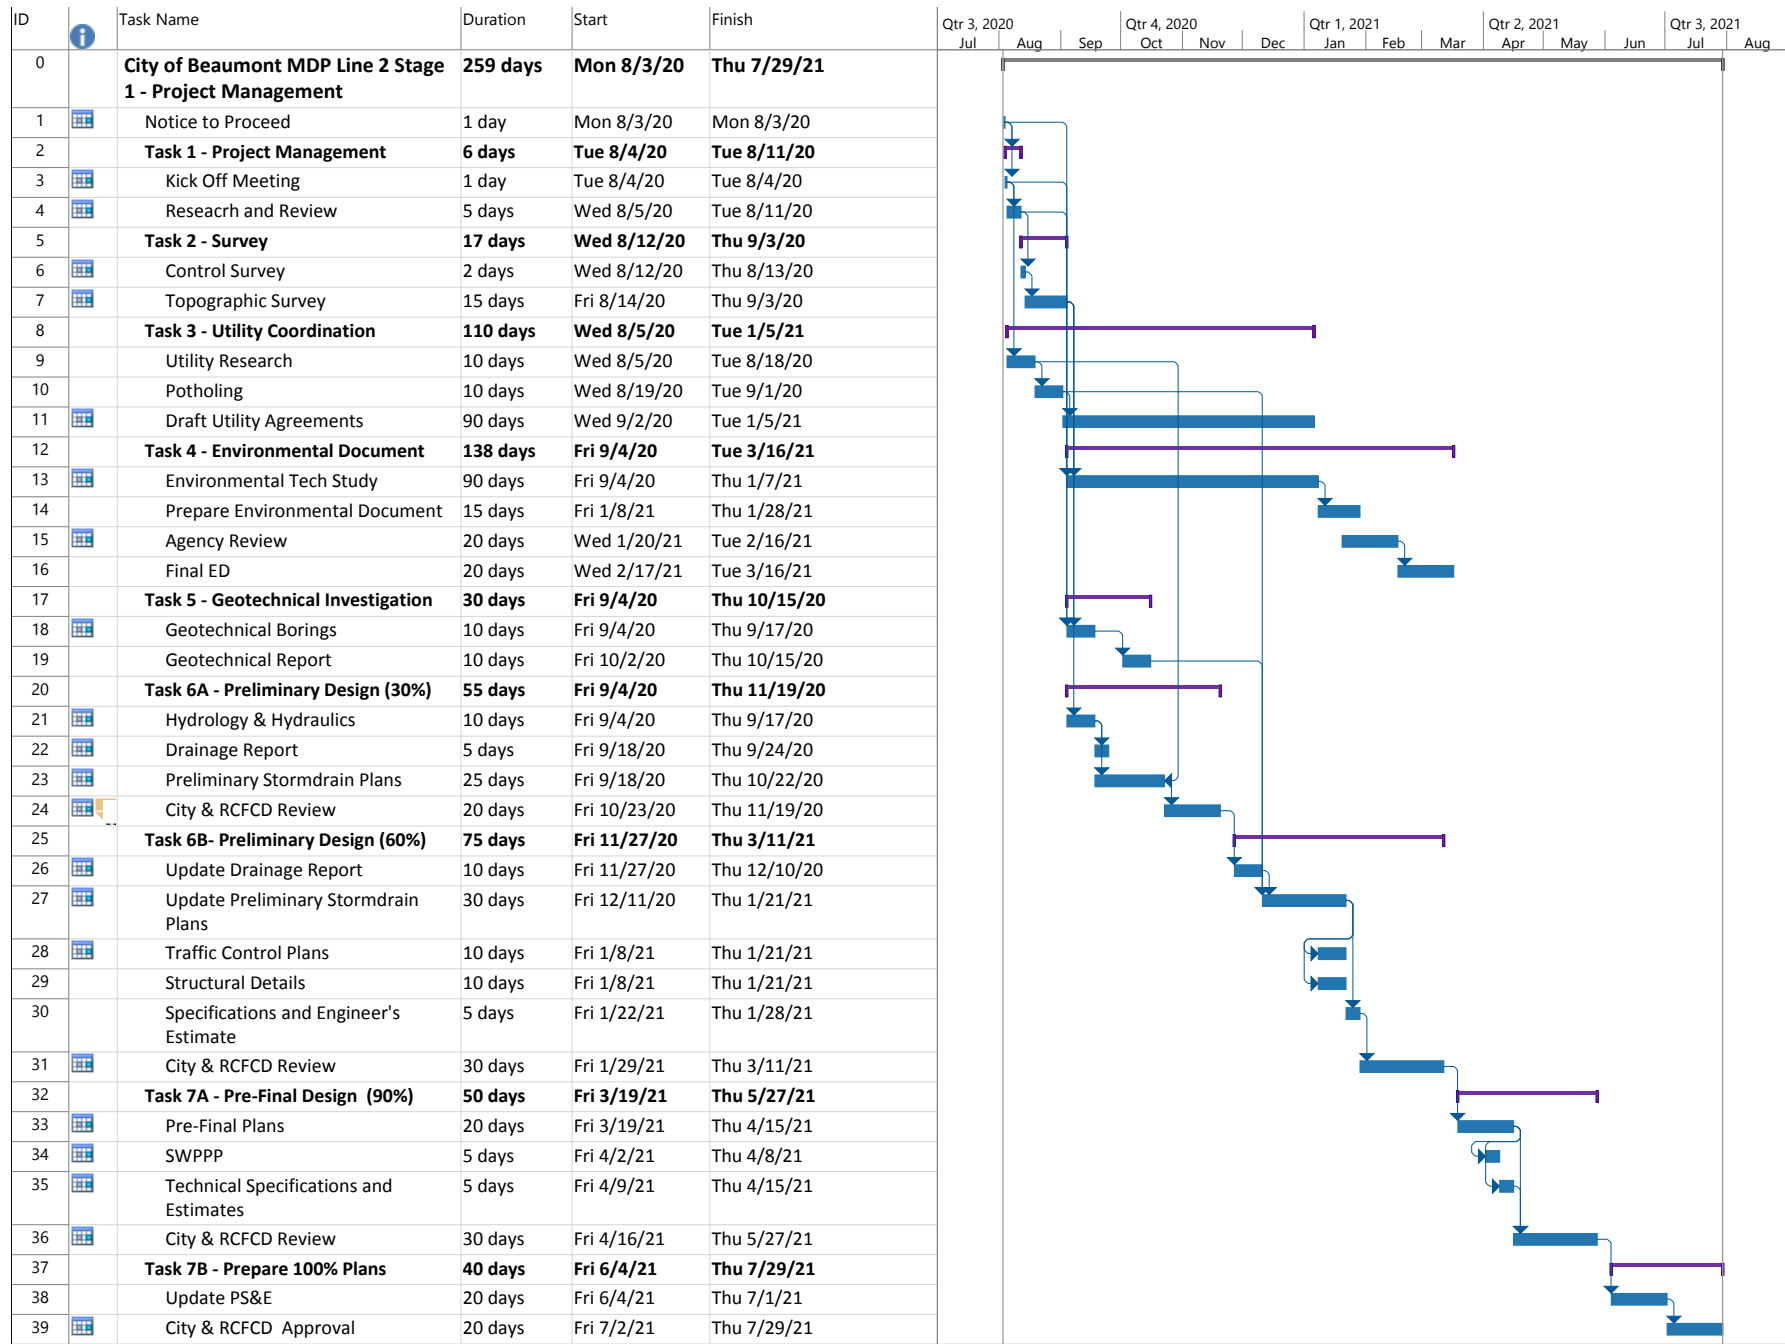 ID Task Name Duration Start Finish Qtr 3, 2020 Qtr 4, 2020 Qtr 1, 2021 Qtr 2, 2021 Qtr 3, 2021
Jul Aug Sep Oct Nov Dec Jan Feb Mar Apr May Jun Jul Aug
0 City of Beaumont MDP Line 2 Stage 259 days Mon 8/3/20 Thu 7/29/21
1 - Project Management
1 Notice to Proceed 1 day Mon 8/3/20 Mon 8/3/20
2 Task 1 - Project Management 6 days Tue 8/4/20 Tue 8/11/20
3 Kick Off Meeting 1 day Tue 8/4/20 Tue 8/4/20
4 Reseacrh and Review 5 days Wed 8/5/20 Tue 8/11/20
5 Task 2 - Survey 17 days Wed 8/12/20 Thu 9/3/20
6 Control Survey 2 days Wed 8/12/20 Thu 8/13/20
7 Topographic Survey 15 days Fri 8/14/20 Thu 9/3/20
8 Task 3 - Utility Coordination 110 days Wed 8/5/20 Tue 1/5/21
9 Utility Research 10 days Wed 8/5/20 Tue 8/18/20
10 Potholing 10 days Wed 8/19/20 Tue 9/1/20
11 Draft Utility Agreements 90 days Wed 9/2/20 Tue 1/5/21
12 Task 4 - Environmental Document 138 days Fri 9/4/20 Tue 3/16/21
13 Environmental Tech Study 90 days Fri 9/4/20 Thu 1/7/21
14 Prepare Environmental Document 15 days Fri 1/8/21 Thu 1/28/21
15 Agency Review 20 days Wed 1/20/21 Tue 2/16/21
16 Final ED 20 days Wed 2/17/21 Tue 3/16/21
17 Task 5 - Geotechnical Investigation 30 days Fri 9/4/20 Thu 10/15/20
18 Geotechnical Borings 10 days Fri 9/4/20 Thu 9/17/20
19 Geotechnical Report 10 days Fri 10/2/20 Thu 10/15/20
20 Task 6A - Preliminary Design (30%) 55 days Fri 9/4/20 Thu 11/19/20
21 Hydrology & Hydraulics 10 days Fri 9/4/20 Thu 9/17/20
22 Drainage Report 5 days Fri 9/18/20 Thu 9/24/20
23 Preliminary Stormdrain Plans 25 days Fri 9/18/20 Thu 10/22/20
24 City & RCFCD Review 20 days Fri 10/23/20 Thu 11/19/20
25 Task 6B- Preliminary Design (60%) 75 days Fri 11/27/20 Thu 3/11/21
26 Update Drainage Report 10 days Fri 11/27/20 Thu 12/10/20
27 Update Preliminary Stormdrain 30 days Fri 12/11/20 Thu 1/21/21
Plans
28 Traffic Control Plans 10 days Fri 1/8/21 Thu 1/21/21
29 Structural Details 10 days Fri 1/8/21 Thu 1/21/21
30 Specifications and Engineer's 5 days Fri 1/22/21 Thu 1/28/21
Estimate
31 City & RCFCD Review 30 days Fri 1/29/21 Thu 3/11/21
32 Task 7A - Pre-Final Design (90%) 50 days Fri 3/19/21 Thu 5/27/21
33 Pre-Final Plans 20 days Fri 3/19/21 Thu 4/15/21
34 SWPPP 5 days Fri 4/2/21 Thu 4/8/21
35 Technical Specifications and 5 days Fri 4/9/21 Thu 4/15/21
Estimates
36 City & RCFCD Review 30 days Fri 4/16/21 Thu 5/27/21
37 Task 7B - Prepare 100% Plans 40 days Fri 6/4/21 Thu 7/29/21
38 Update PS&E 20 days Fri 6/4/21 Thu 7/1/21
39 City & RCFCD Approval 20 days Fri 7/2/21 Thu 7/29/21